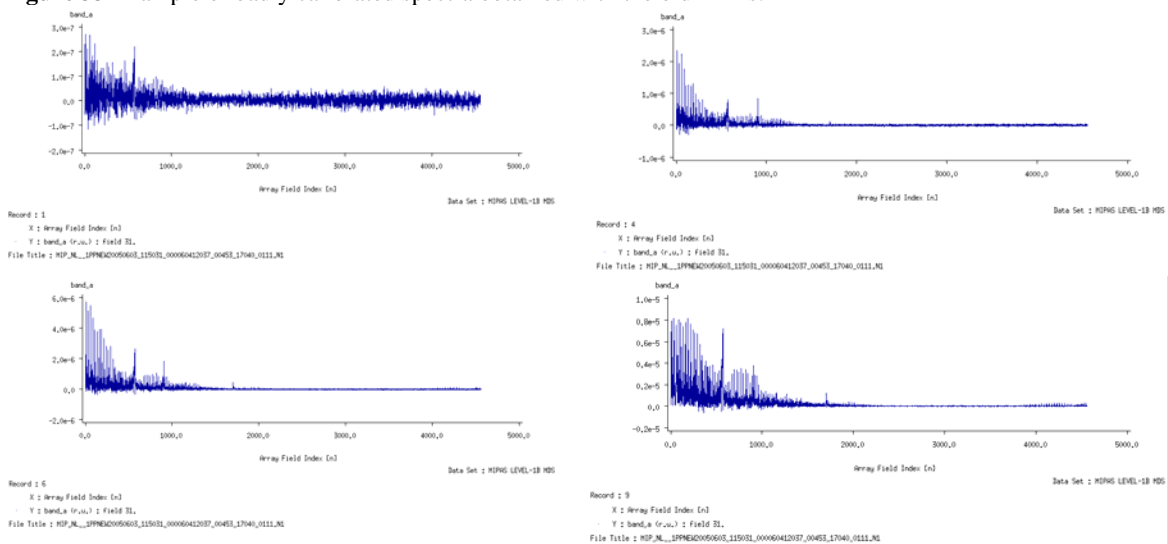 band_a
3.0e-7
2.0e-7
1.0e-7
0.0
-1.0e-7
-2.0e-7
0.0 1000.0 2000.0 3000.0 4000.0 5000.0
Array Field Index [n]
Data Set : MIPAS LEVEL-1B MDS
Record : 1
X : Array Field Index [n]
Y : band_a (r.u.) : Field 31.
File Title : MIP_NL__1PPNEW20050603_115031_000060412037_00453_17040_0111.N1
band_a
3.0e-6
2.0e-6
1.0e-6
0.0
-1.0e-6
0.0 1000.0 2000.0 3000.0 4000.0 5000.0
Array Field Index [n]
Data Set : MIPAS LEVEL-1B MDS
Record : 4
X : Array Field Index [n]
Y : band_a (r.u.) : Field 31.
File Title : MIP_NL__1PPNEW20050603_115031_000060412037_00453_17040_0111.N1
band_a
6.0e-6
4.0e-6
2.0e-6
0.0
-2.0e-6
0.0 1000.0 2000.0 3000.0 4000.0 5000.0
Array Field Index [n]
Data Set : MIPAS LEVEL-1B MDS
Record : 6
X : Array Field Index [n]
Y : band_a (r.u.) : Field 31.
File Title : MIP_NL__1PPNEW20050603_115031_000060412037_00453_17040_0111.N1
band_a
1.0e-5
0.8e-5
0.6e-5
0.4e-5
0.2e-5
0.0
-0.2e-5
0.0 1000.0 2000.0 3000.0 4000.0 5000.0
Array Field Index [n]
Data Set : MIPAS LEVEL-1B MDS
Record : 9
X : Array Field Index [n]
Y : band_a (r.u.) : Field 31.
File Title : MIP_NL__1PPNEW20050603_115031_000060412037_00453_17040_0111.N1